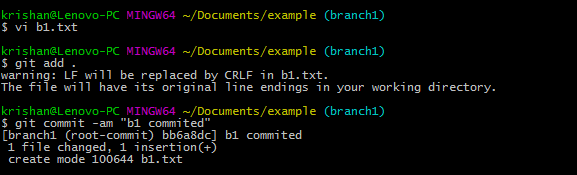 krishan@Lenovo-PC MINGW64 ~/Documents/example (branch1)
$ vi b1.txt
krishan@Lenovo-PC MINGW64 ~/Documents/example (branch1)
$ git add .
warning: LF will be replaced by CRLF in b1.txt.
The file will have its original line endings in your working directory.
krishan@Lenovo-PC MINGW64 ~/Documents/example (branch1)
$ git commit -am "b1 commited"
[branch1 (root-commit) bb6a8dc] b1 commited
 1 file changed, 1 insertion(+)
 create mode 100644 b1.txt